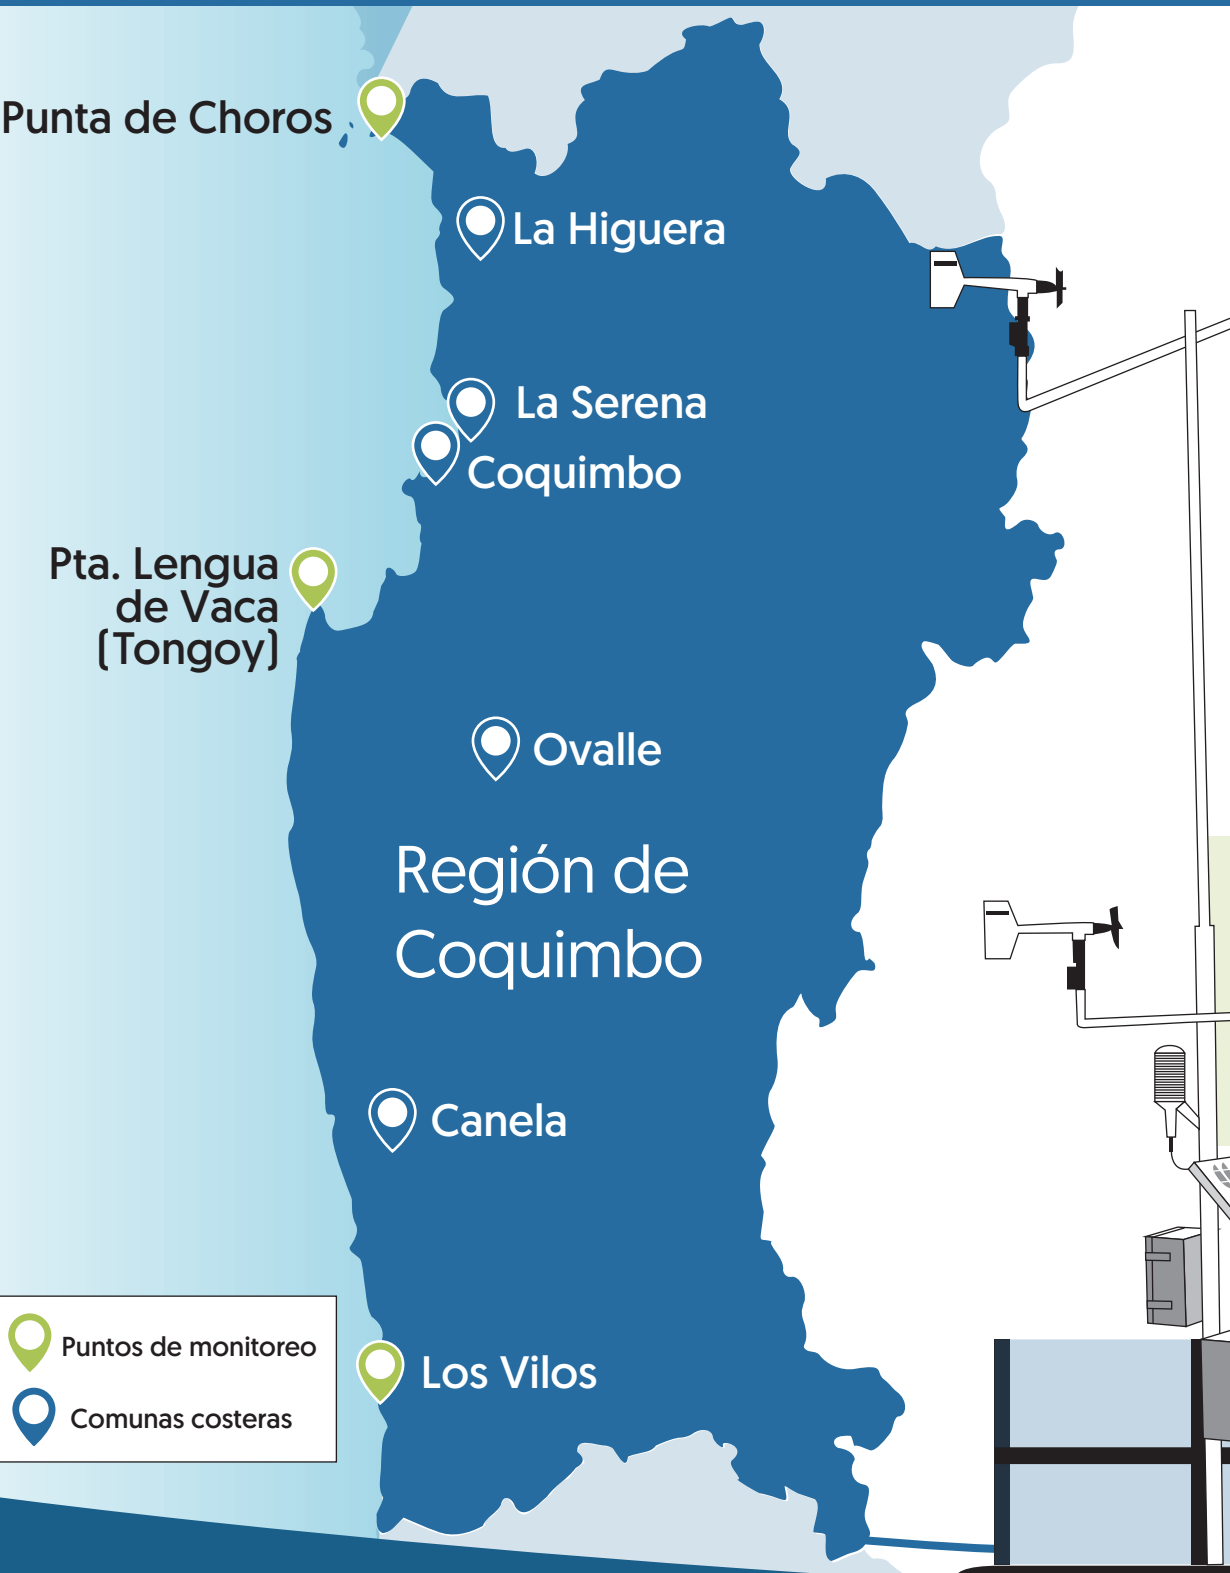 Punta de Choros
La Higuera
La Serena
Coquimbo
Pta. Lengua
de Vaca
(Tongoy)
Ovalle
Región de
Coquimbo
Canela
Los Vilos
Puntos de monitoreo
Comunas costeras